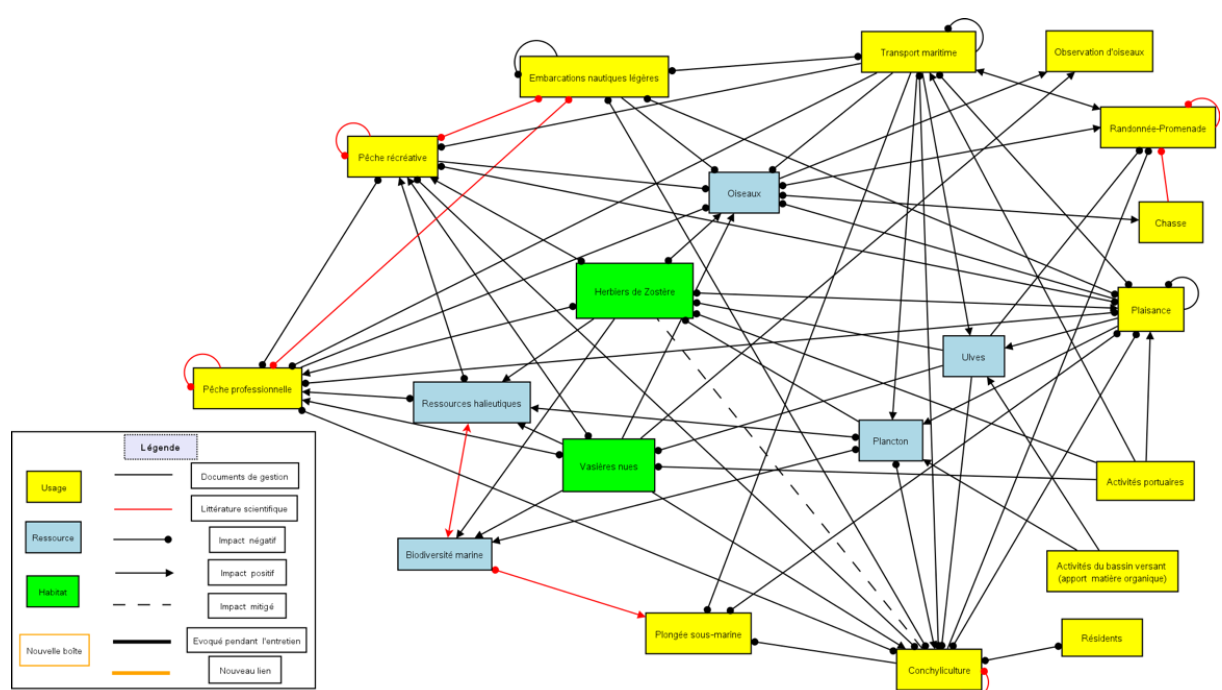 Transport maritime
Observation d'oiseaux
Embarcations nautiques légères
Randonnée-Promenade
Pêche récréative
Oiseaux
Chasse
Herbiers de Zostère
Plaisance
Ulves
Pêche professionnelle
Ressources halieutiques
Plancton
Vasières nues
Activités portuaires
Biodiversité marine
Activités du bassin versant
(apport matière organique)
Plongée sous-marine
Résidents
Conchyliculture
Légende
Usage
Documents de gestion
Littérature scientifique
Ressource
Impact négatif
Impact positif
Habitat
Impact mitigé
Nouvelle boîte
Evoqué pendant l'entretien
Nouveau lien